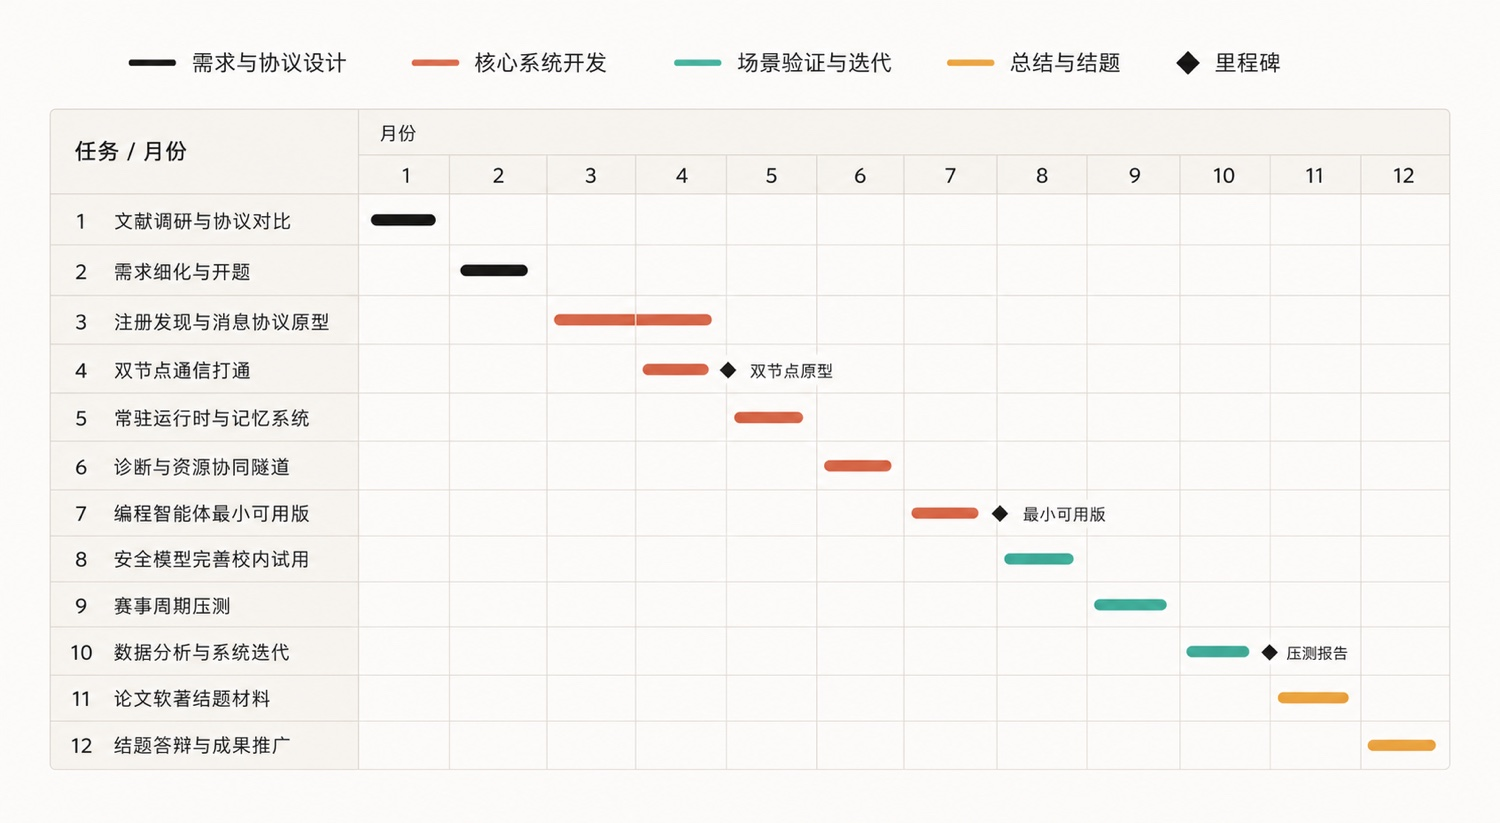 需求与协议设计 核心系统开发 场景验证与迭代 总结与结题 里程碑
任务 / 月份
月份
1 2 3 4 5 6 7 8 9 10 11 12
1 文献调研与协议对比
2 需求细化与开题
3 注册发现与消息协议原型
4 双节点通信打通 双节点原型
5 常驻运行时与记忆系统
6 诊断与资源协同隧道
7 编程智能体最小可用版 最小可用版
8 安全模型完善校内试用
9 赛事周期压测
10 数据分析与系统迭代 压测报告
11 论文软著结题材料
12 结题答辩与成果推广